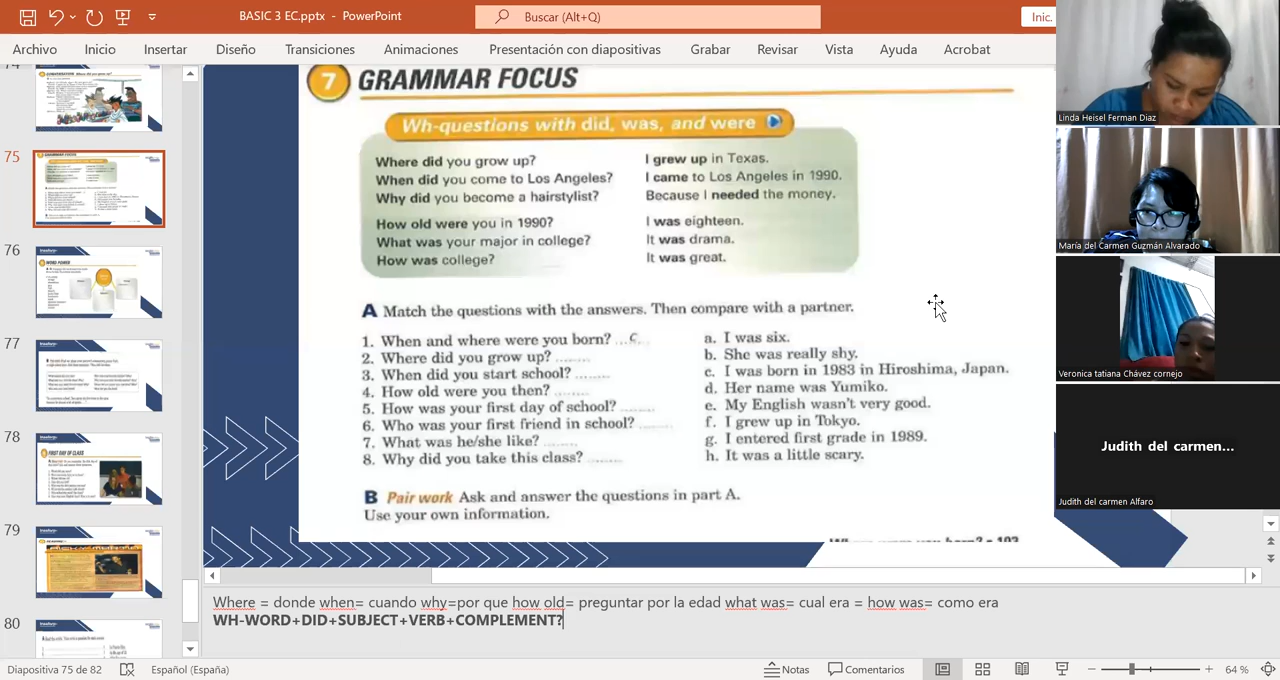 BASIC 3 EC.pptx - PowerPoint
Buscar (Alt+Q)
Inic.
Archivo Inicio Insertar Diseño Transiciones Animaciones Presentación con diapositivas Grabar Revisar Vista Ayuda Acrobat
74
75
76
77
78
79
80
7 GRAMMAR FOCUS
Wh-questions with did, was, and were
Where did you grow up? I grew up in Texas.
When did you come to Los Angeles? I came to Los Angeles in 1990.
Why did you become a hairstylist? Because I needed the money.
How old were you in 1990? I was eighteen.
What was your major in college? It was drama.
How was college? It was great.
A Match the questions with the answers. Then compare with a partner.
1. When and where were you born? ...c...
2. Where did you grow up? ........
3. When did you start school? ........
4. How old were you then? ........
5. How was your first day of school? ........
6. Who was your first friend in school? ........
7. What was he/she like? ........
8. Why did you take this class? ........
a. I was six.
b. She was really shy.
c. I was born in 1983 in Hiroshima, Japan.
d. Her name was Yumiko.
e. My English wasn't very good.
f. I grew up in Tokyo.
g. I entered first grade in 1989.
h. It was a little scary.
B Pair work Ask and answer the questions in part A.
Use your own information.
Where = donde when= cuando why=por que how old= preguntar por la edad what was= cual era = how was= como era
WH-WORD+DID+SUBJECT+VERB+COMPLEMENT?
Diapositiva 75 de 82 Español (España) Notas Comentarios 64 %
Linda Heisel Ferman Diaz
María del Carmen Guzmán Alvarado
Veronica tatiana Chávez cornejo
Judith del carmen...
Judith del carmen Alfaro